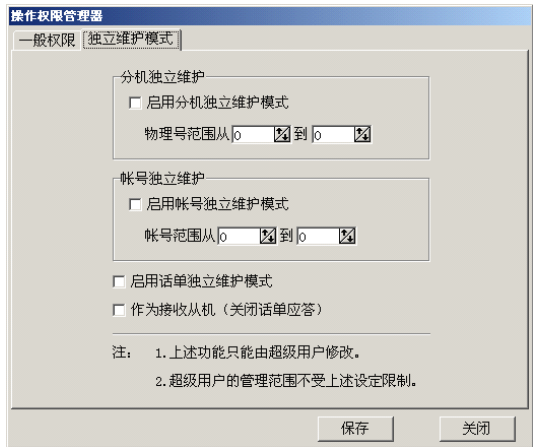 操作权限管理器
一般权限 独立维护模式
分机独立维护
启用分机独立维护模式
物理号范围从 0 到 0
帐号独立维护
启用帐号独立维护模式
帐号范围从 0 到 0
启用话单独立维护模式
作为接收从机（关闭话单应答）
注： 1.上述功能只能由超级用户修改。
2.超级用户的管理范围不受上述设定限制。
保存 关闭